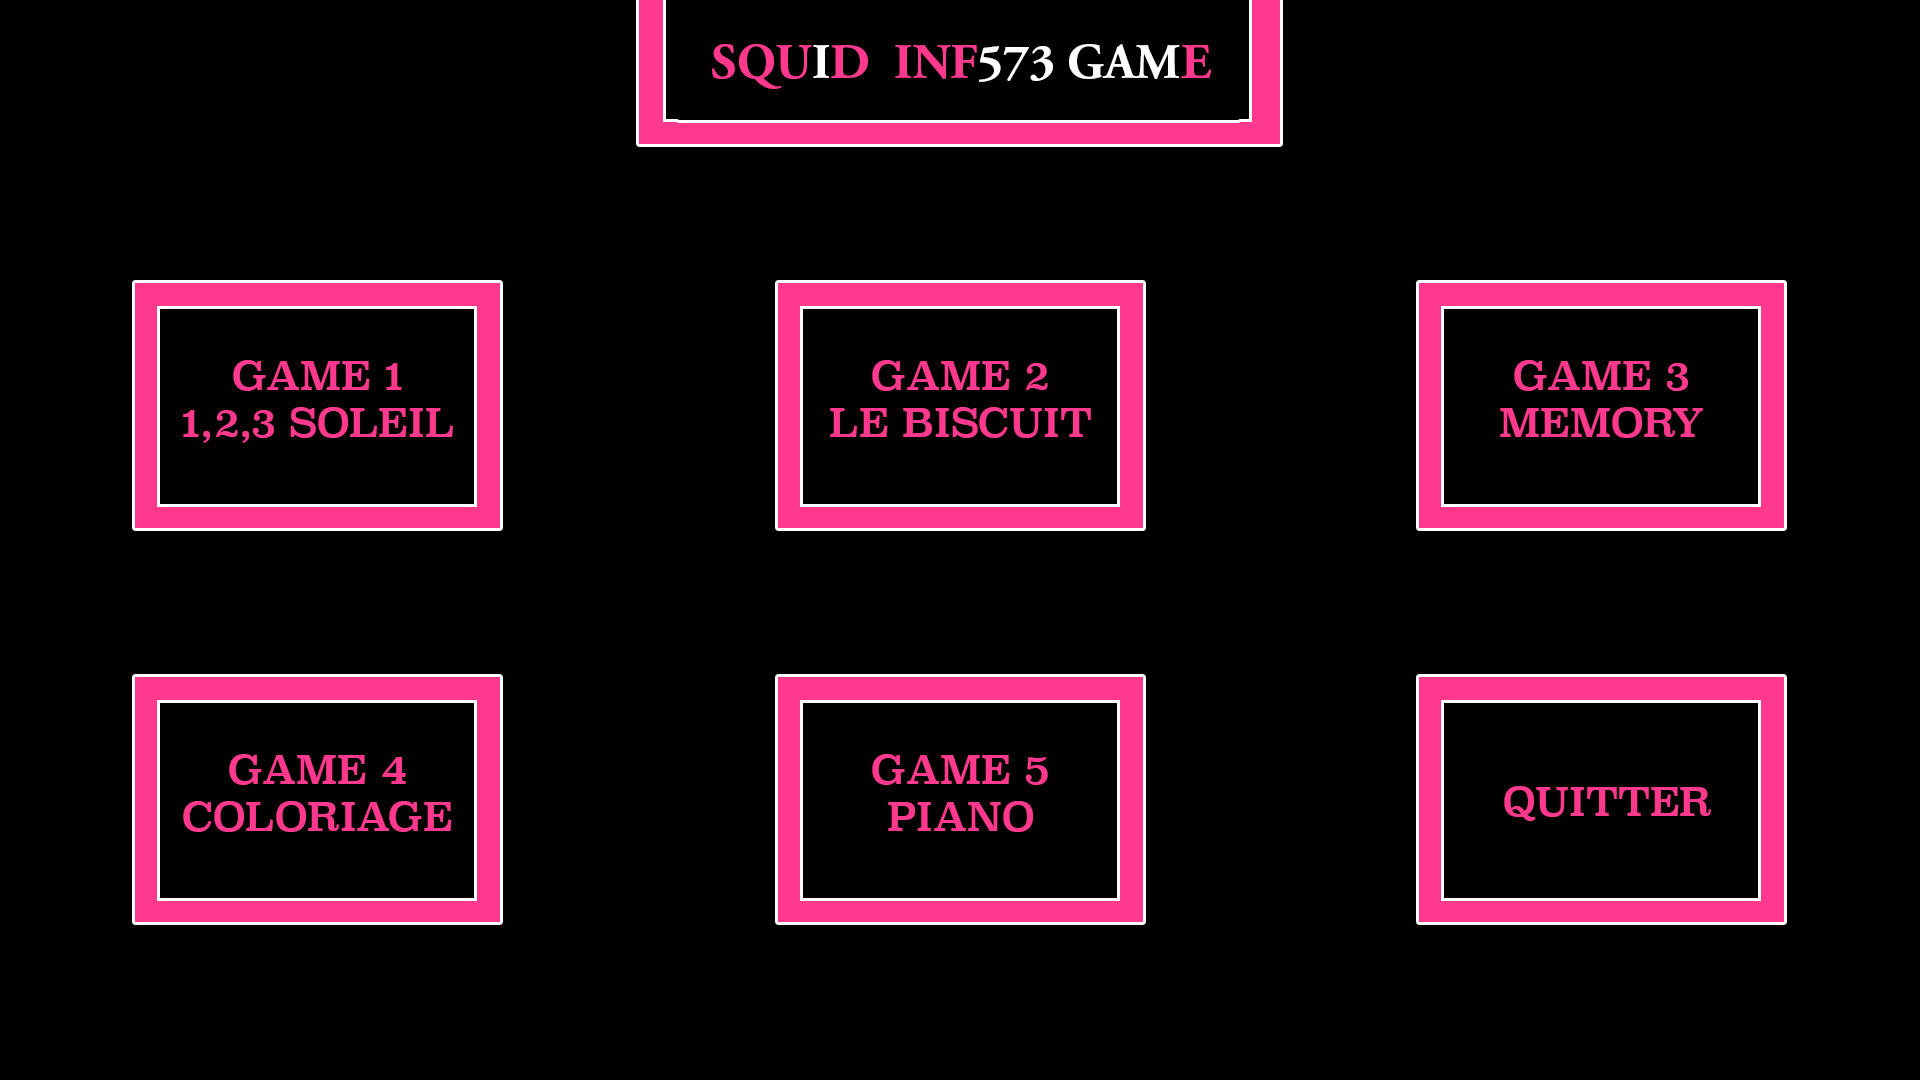 SQUID INF573 GAME
GAME 1
1,2,3 SOLEIL
GAME 2
LE BISCUIT
GAME 3
MEMORY
GAME 4
COLORIAGE
GAME 5
PIANO
QUITTER